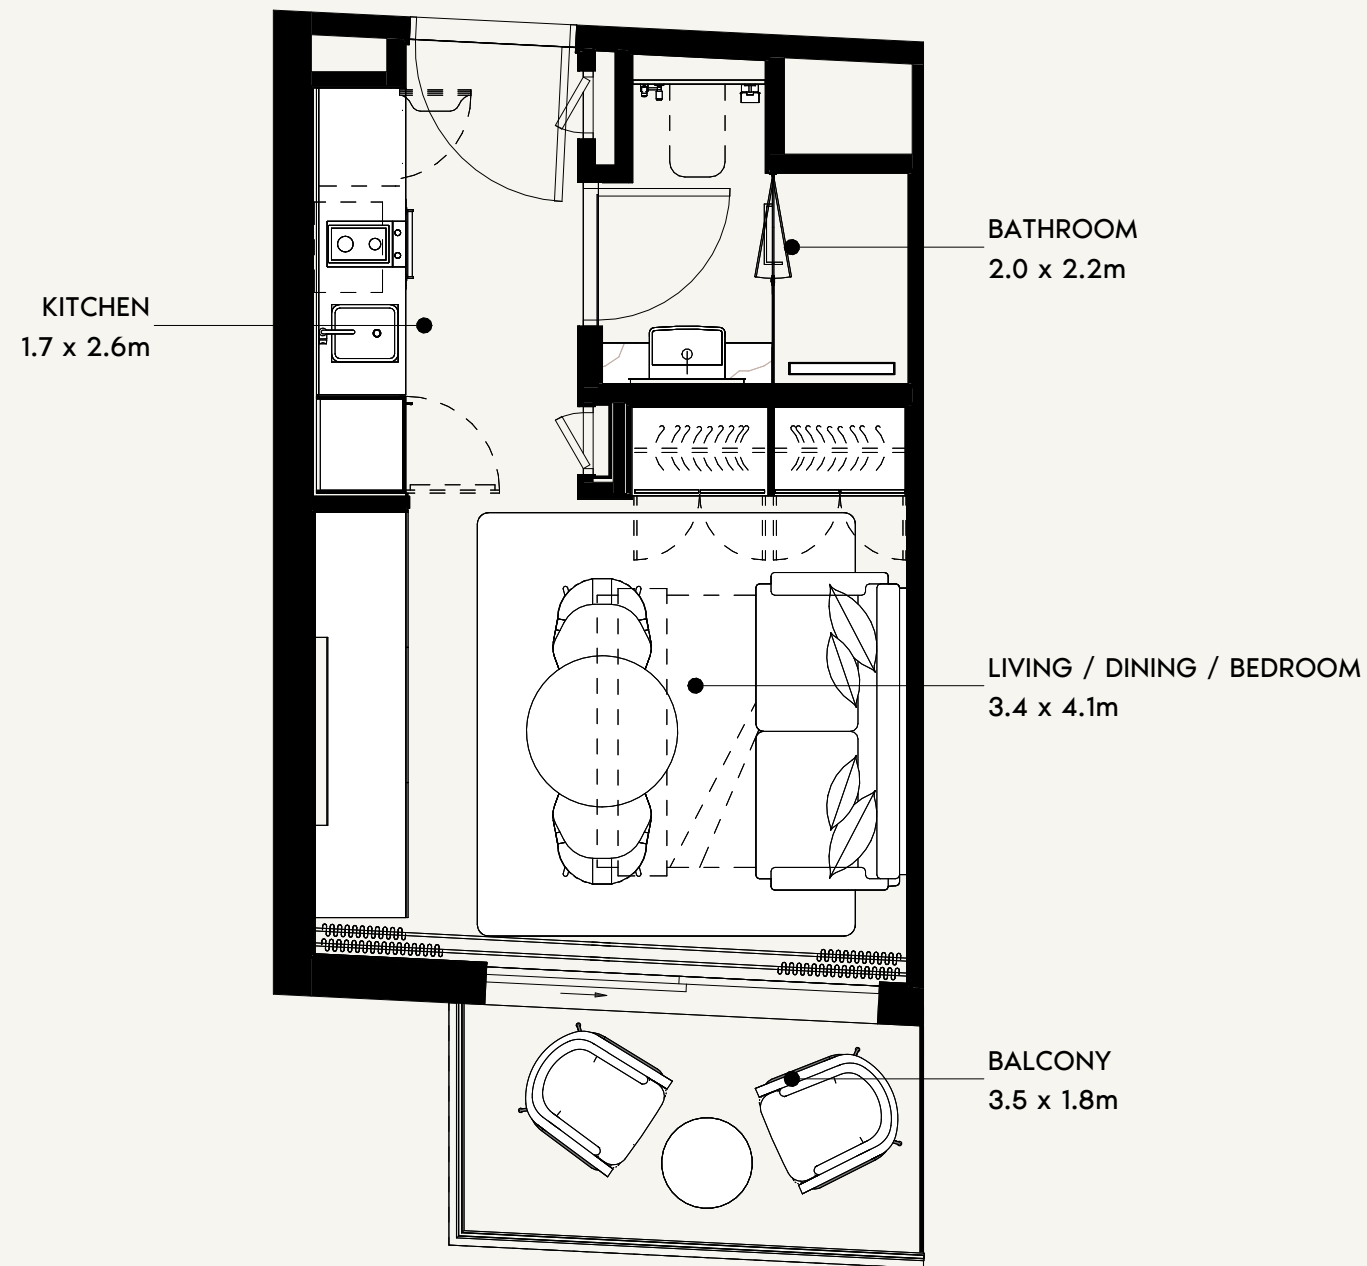 BATHROOM
2.0 x 2.2m
KITCHEN
1.7 x 2.6m
LIVING / DINING / BEDROOM
3.4 x 4.1m
BALCONY
3.5 x 1.8m